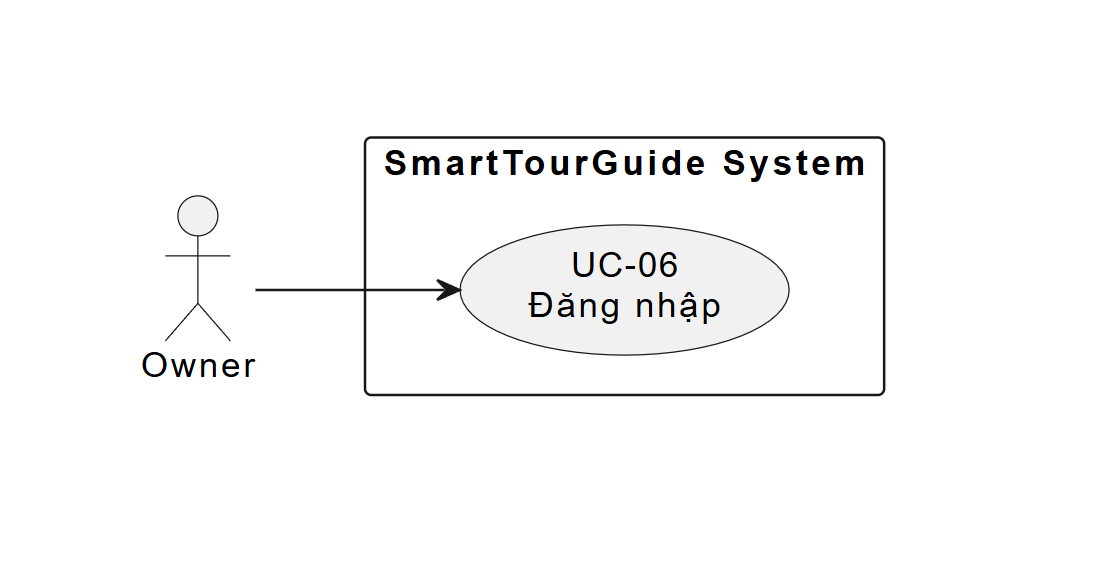 SmartTourGuide System
UC-06
Đăng nhập
Owner